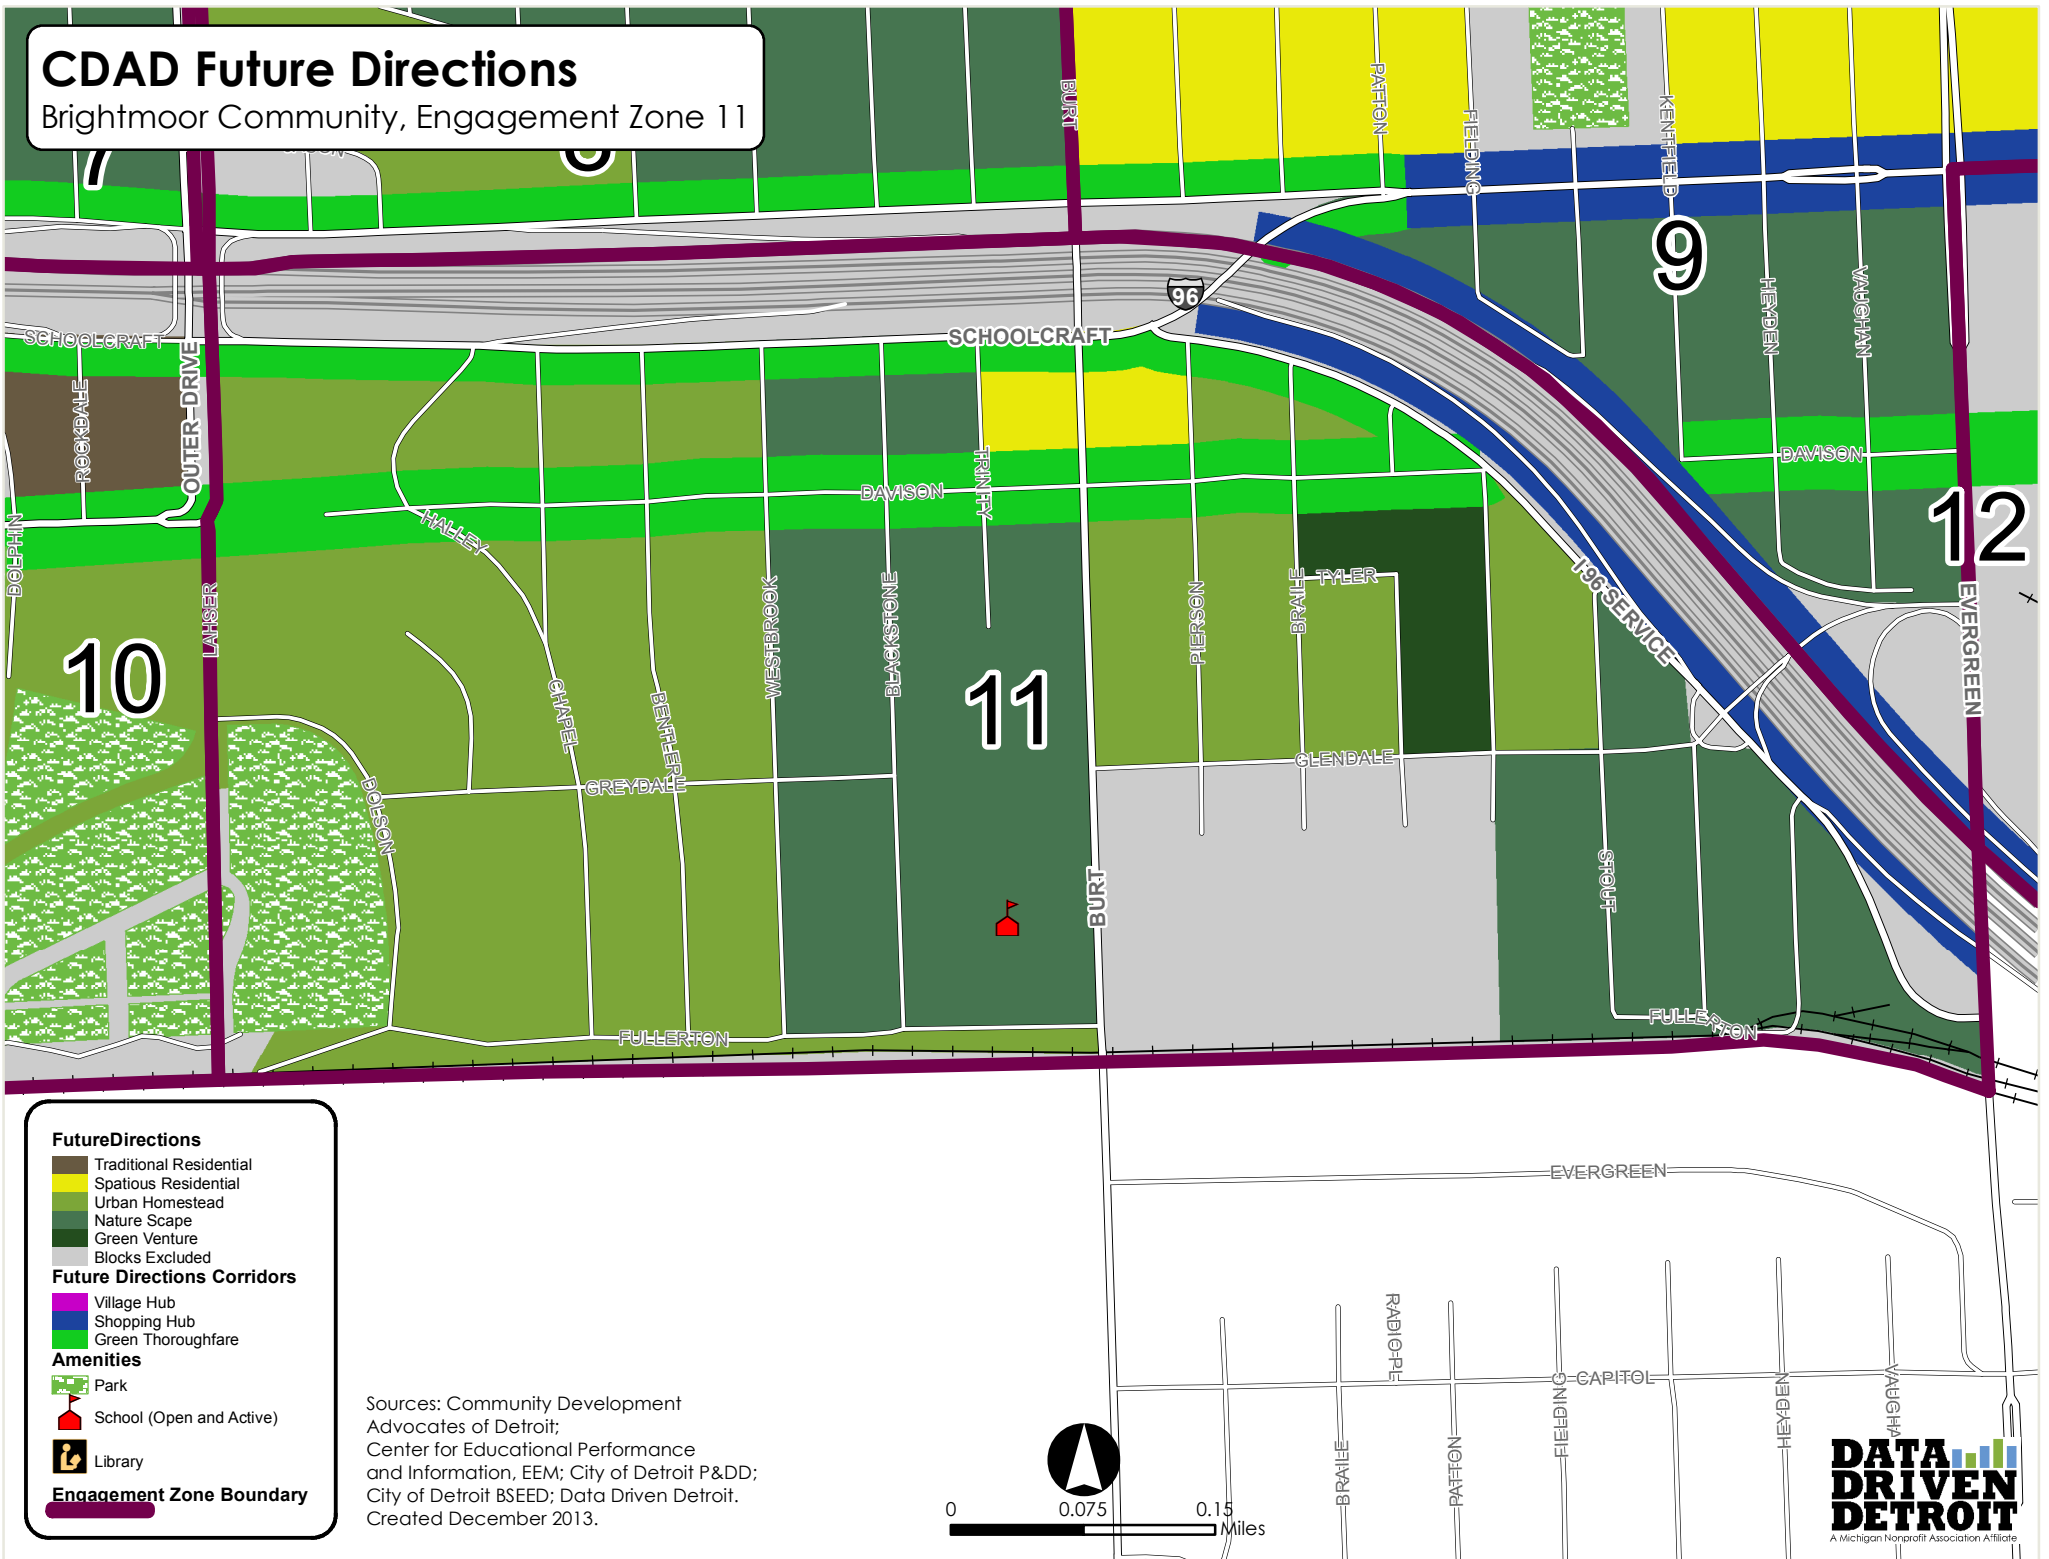 CDAD Future Directions
Brightmoor Community, Engagement Zone 11
BURT
PATTON
FIELDING
KENTFIELD
7
9
HEYDEN
VAUGHAN
96
SCHOOLCRAFT
SCHOOLCRAFT
ROCKDALE
OUTER DRIVE
TRINITY
DAVISON
DAVISON
HALLEY
DOLPHIN
12
LAHSER
10
WESTBROOK
BLACKSTONE
PIERSON
BRAILE
TYLER
I 96 SERVICE
EVERGREEN
11
CHAPEL
BENTLER
GREYDALE
GLENDALE
DOLSON
BURT
STOUT
FULLERTON
FULLERTON
FutureDirections
Traditional Residential
Spatious Residential
Urban Homestead
Nature Scape
Green Venture
Blocks Excluded
Future Directions Corridors
Village Hub
Shopping Hub
Green Thoroughfare
Amenities
Park
School (Open and Active)
Library
Engagement Zone Boundary
Sources: Community Development
Advocates of Detroit;
Center for Educational Performance
and Information, EEM; City of Detroit P&DD;
City of Detroit BSEED; Data Driven Detroit.
Created December 2013.
0 0.075 0.15
Miles
EVERGREEN
RADIO PL
CAPITOL
BRAILE
PATTON
FIELDING
HEYDEN
VAUGHA
DATA
DRIVEN
DETROIT
A Michigan Nonprofit Association Affiliate